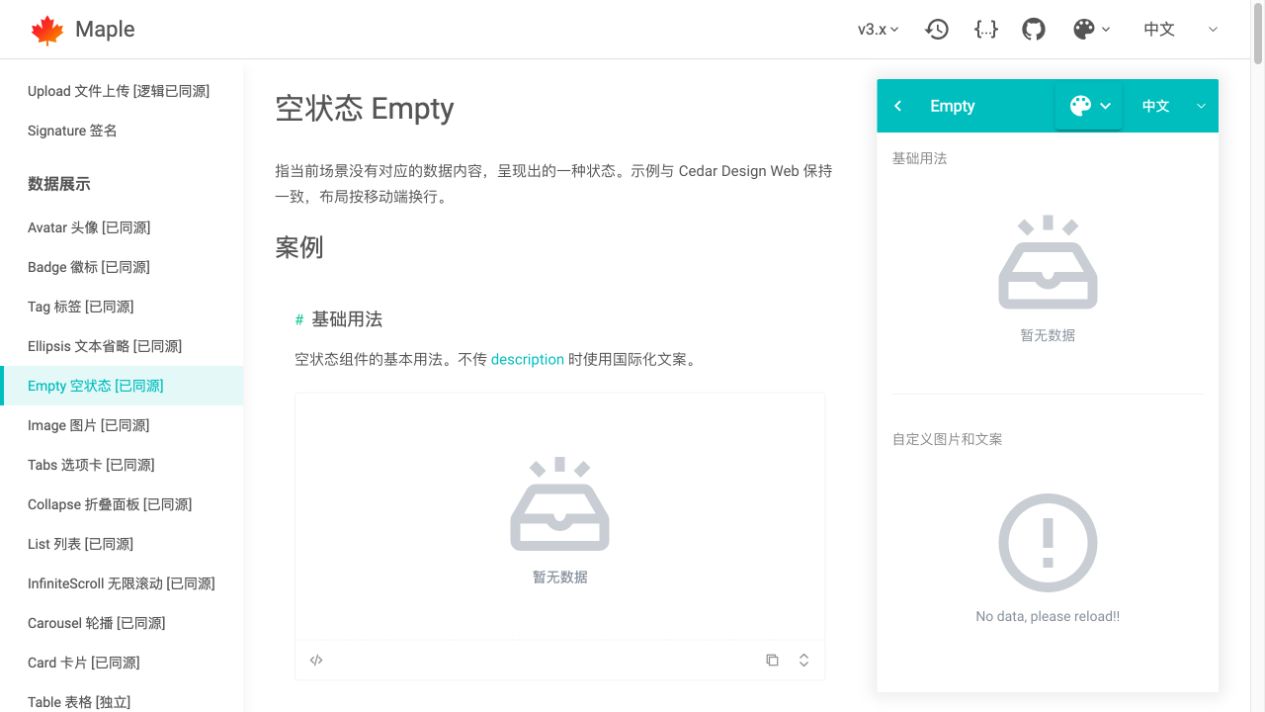 Maple
v3.x
{...}
中文
Upload 文件上传 [逻辑已同源]
Signature 签名
数据展示
Avatar 头像 [已同源]
Badge 徽标 [已同源]
Tag 标签 [已同源]
Ellipsis 文本省略 [已同源]
Empty 空状态 [已同源]
Image 图片 [已同源]
Tabs 选项卡 [已同源]
Collapse 折叠面板 [已同源]
List 列表 [已同源]
InfiniteScroll 无限滚动 [已同源]
Carousel 轮播 [已同源]
Card 卡片 [已同源]
Table 表格 [独立]
空状态 Empty
指当前场景没有对应的数据内容，呈现出的一种状态。示例与 Cedar Design Web 保持
一致，布局按移动端换行。
案例
# 基础用法
空状态组件的基本用法。不传 description 时使用国际化文案。
暂无数据
Empty
中文
基础用法
暂无数据
自定义图片和文案
No data, please reload!!